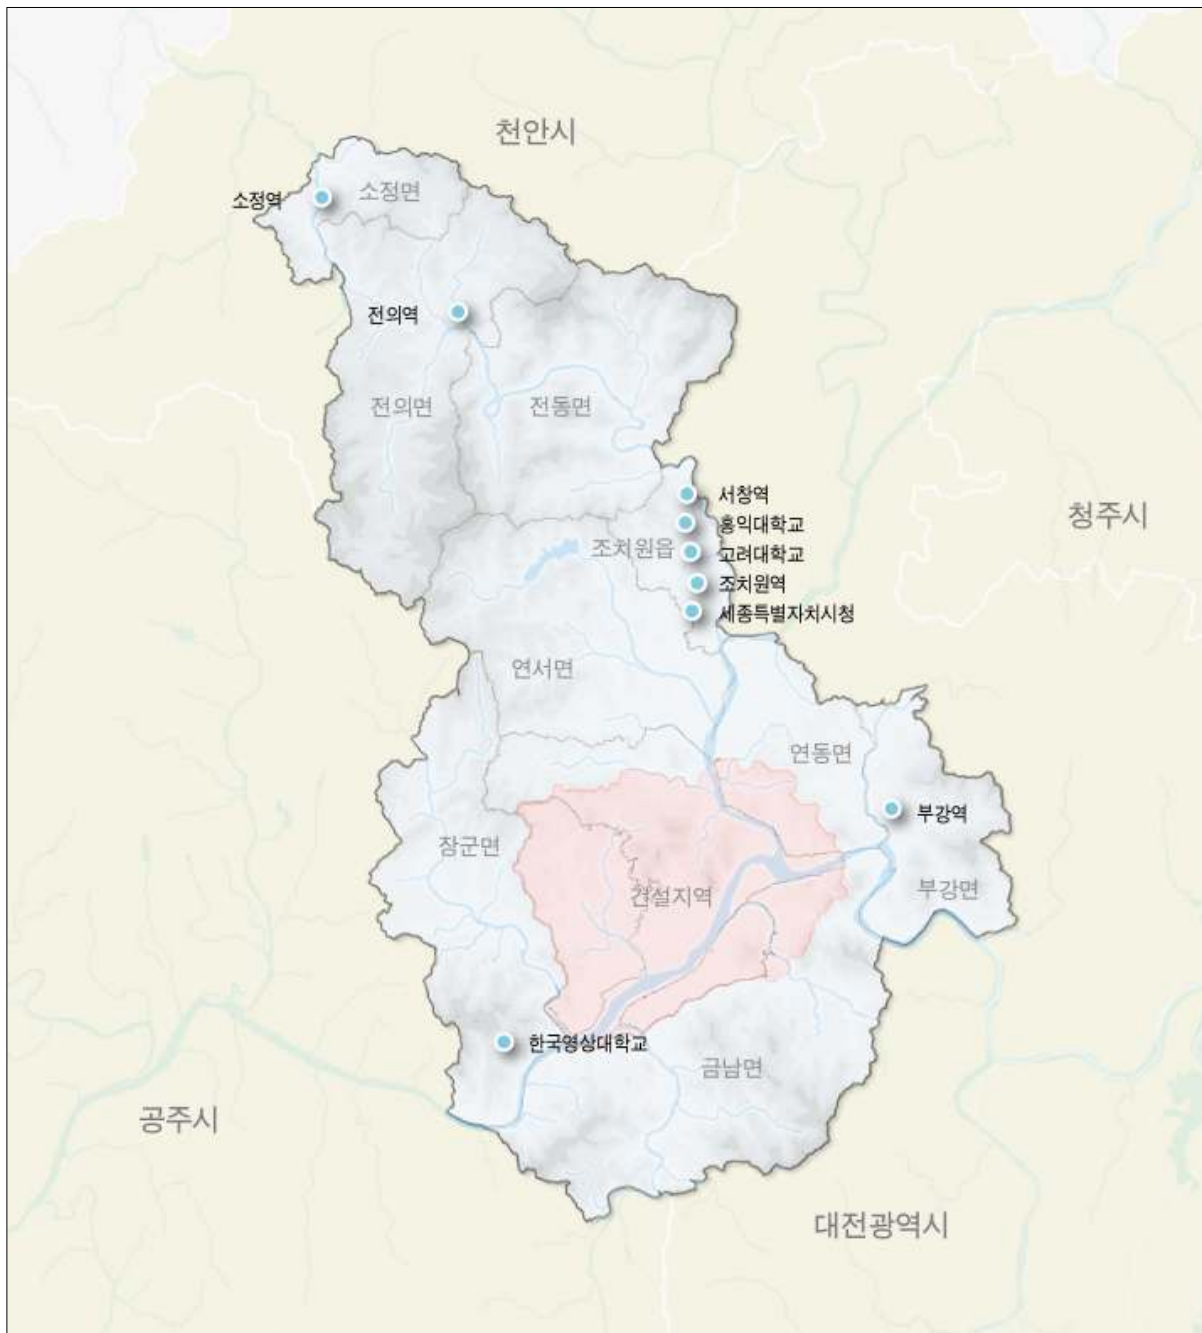 천안시
소정면
소정역
전의역
전의면
전동면
서창역
청주시
홍익대학교
조치원읍
고려대학교
조치원역
세종특별자치시청
연서면
연동면
부강역
장군면
부강면
건설지역
한국영상대학교
금남면
공주시
대전광역시